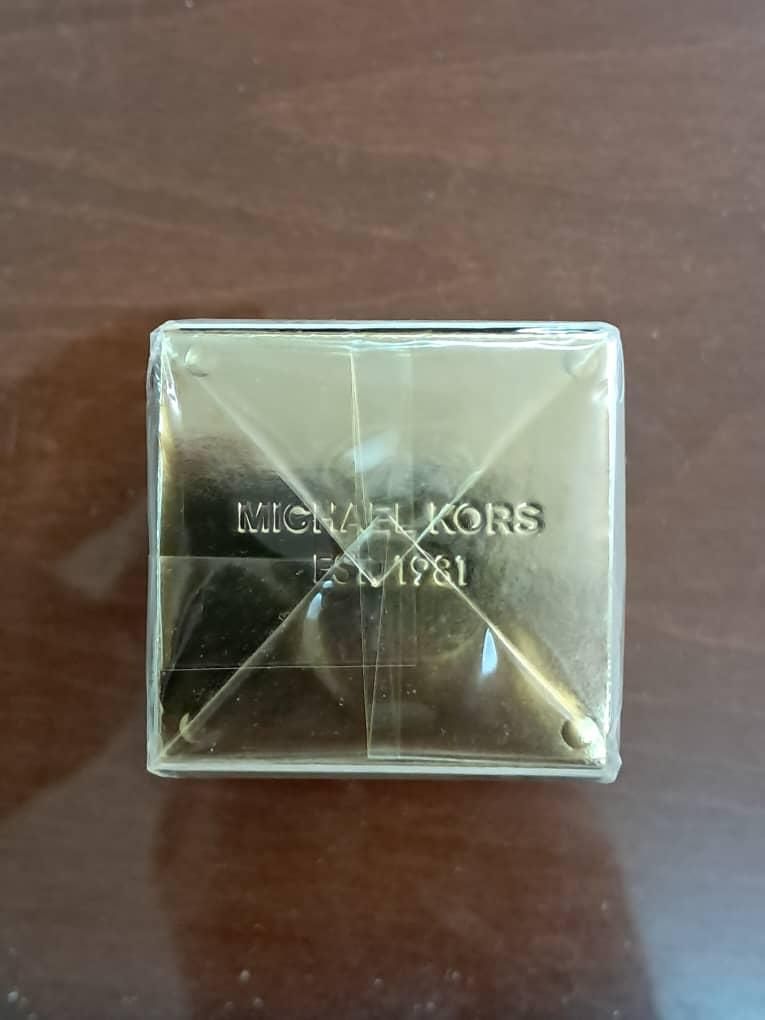 MICHAEL KORS
EST. 1981